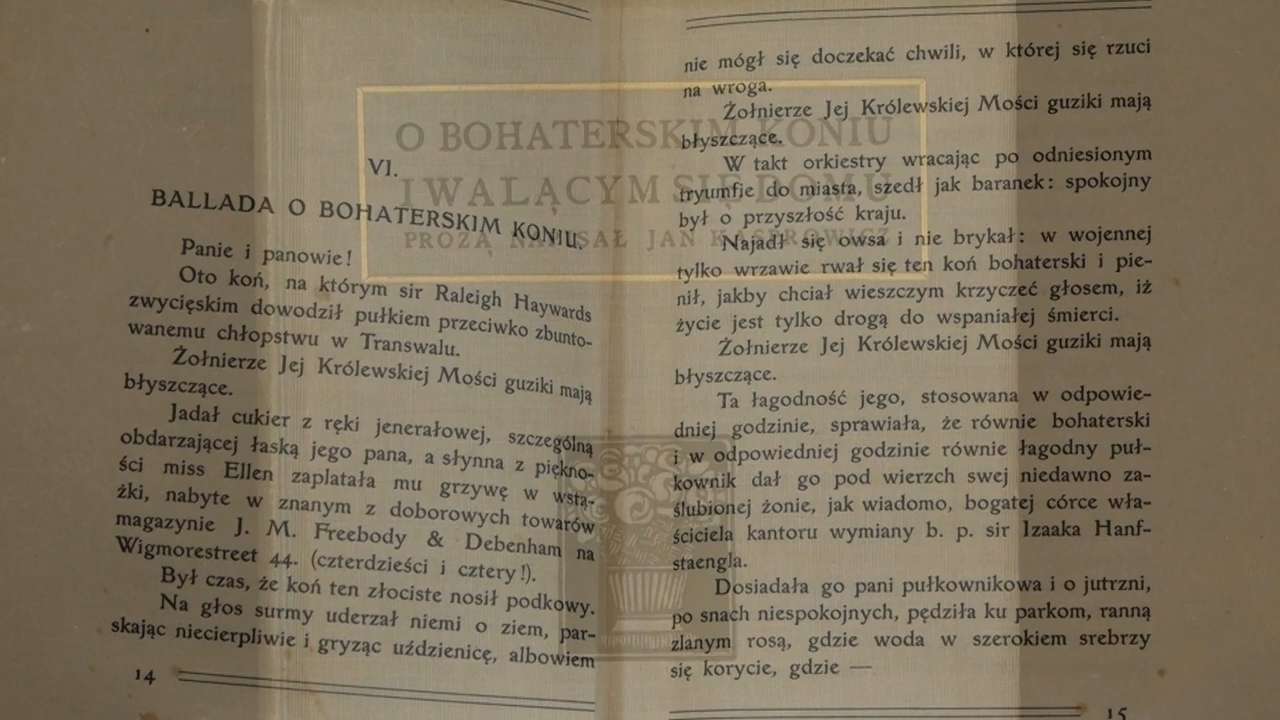 O BOHATERSKIM KONIU
I WALĄCYM SIĘ DOMU
PROZĄ NAPISAŁ JAN KASPROWICZ
VI.
BALLADA O BOHATERSKIM KONIU.
Panie i panowie!
Oto koń, na którym sir Raleigh Haywards
zwycięskim dowodził pułkiem przeciwko zbunto-
wanemu chłopstwu w Transwalu.
Żołnierze Jej Królewskiej Mości guziki mają
błyszczące.
Jadał cukier z ręki jenerałowej, szczególną
obdarzającej łaską jego pana, a słynna z piękno-
ści miss Ellen zaplatała mu grzywę w wstą-
żki, nabyte w znanym z doborowych towarów
magazynie J. M. Freebody & Debenham na
Wigmorestreet 44. (czterdzieści i cztery!).
Był czas, że koń ten złociste nosił podkowy.
Na głos surmy uderzał niemi o ziem, par-
skając niecierpliwie i gryząc uździenicę, albowiem
14
nie mógł się doczekać chwili, w której się rzuci
na wroga.
Żołnierze Jej Królewskiej Mości guziki mają
błyszczące.
W takt orkiestry wracając po odniesionym
tryumfie do miasta, szedł jak baranek: spokojny
był o przyszłość kraju.
Najadł się owsa i nie brykał: w wojennej
tylko wrzawie rwał się ten koń bohaterski i pie-
nił, jakby chciał wieszczym krzyczeć głosem, iż
życie jest tylko drogą do wspaniałej śmierci.
Żołnierze Jej Królewskiej Mości guziki mają
błyszczące.
Ta łagodność jego, stosowana w odpowie-
dniej godzinie, sprawiała, że równie bohaterski
i w odpowiedniej godzinie równie łagodny puł-
kownik dał go pod wierzch swej niedawno za-
ślubionej żonie, jak wiadomo, bogatej córce wła-
ściciela kantoru wymiany b. p. sir Izaaka Hanf-
staengla.
Dosiadała go pani pułkownikowa i o jutrzni,
po snach niespokojnych, pędziła ku parkom, ranną
zlanym rosą, gdzie woda w szerokiem srebrzy
się korycie, gdzie —
15